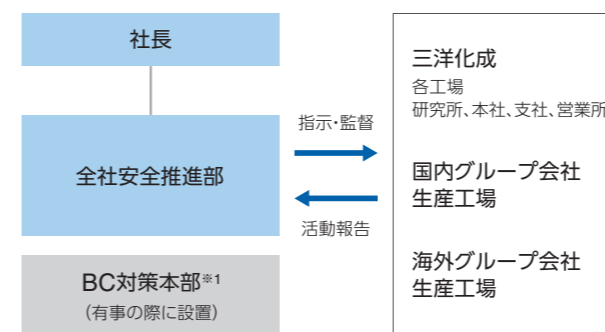 社長
全社安全推進部
BC対策本部※1
(有事の際に設置)
指示・監督
活動報告
三洋化成
各工場
研究所、本社、支社、営業所
国内グループ会社
生産工場
海外グループ会社
生産工場